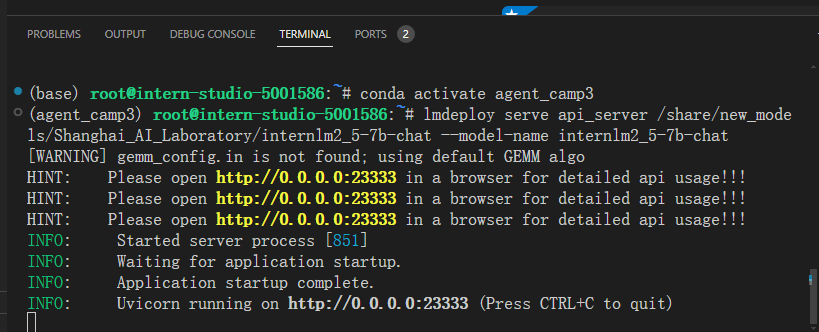 PROBLEMS OUTPUT DEBUG CONSOLE TERMINAL PORTS 2
(base) root@intern-studio-5001586:~# conda activate agent_camp3
(agent_camp3) root@intern-studio-5001586:~# lmdeploy serve api_server /share/new_mode
ls/Shanghai_AI_Laboratory/internlm2_5-7b-chat --model-name internlm2_5-7b-chat
[WARNING] gemm_config.in is not found; using default GEMM algo
HINT:    Please open http://0.0.0.0:23333 in a browser for detailed api usage!!!
HINT:    Please open http://0.0.0.0:23333 in a browser for detailed api usage!!!
HINT:    Please open http://0.0.0.0:23333 in a browser for detailed api usage!!!
INFO:     Started server process [851]
INFO:     Waiting for application startup.
INFO:     Application startup complete.
INFO:     Uvicorn running on http://0.0.0.0:23333 (Press CTRL+C to quit)